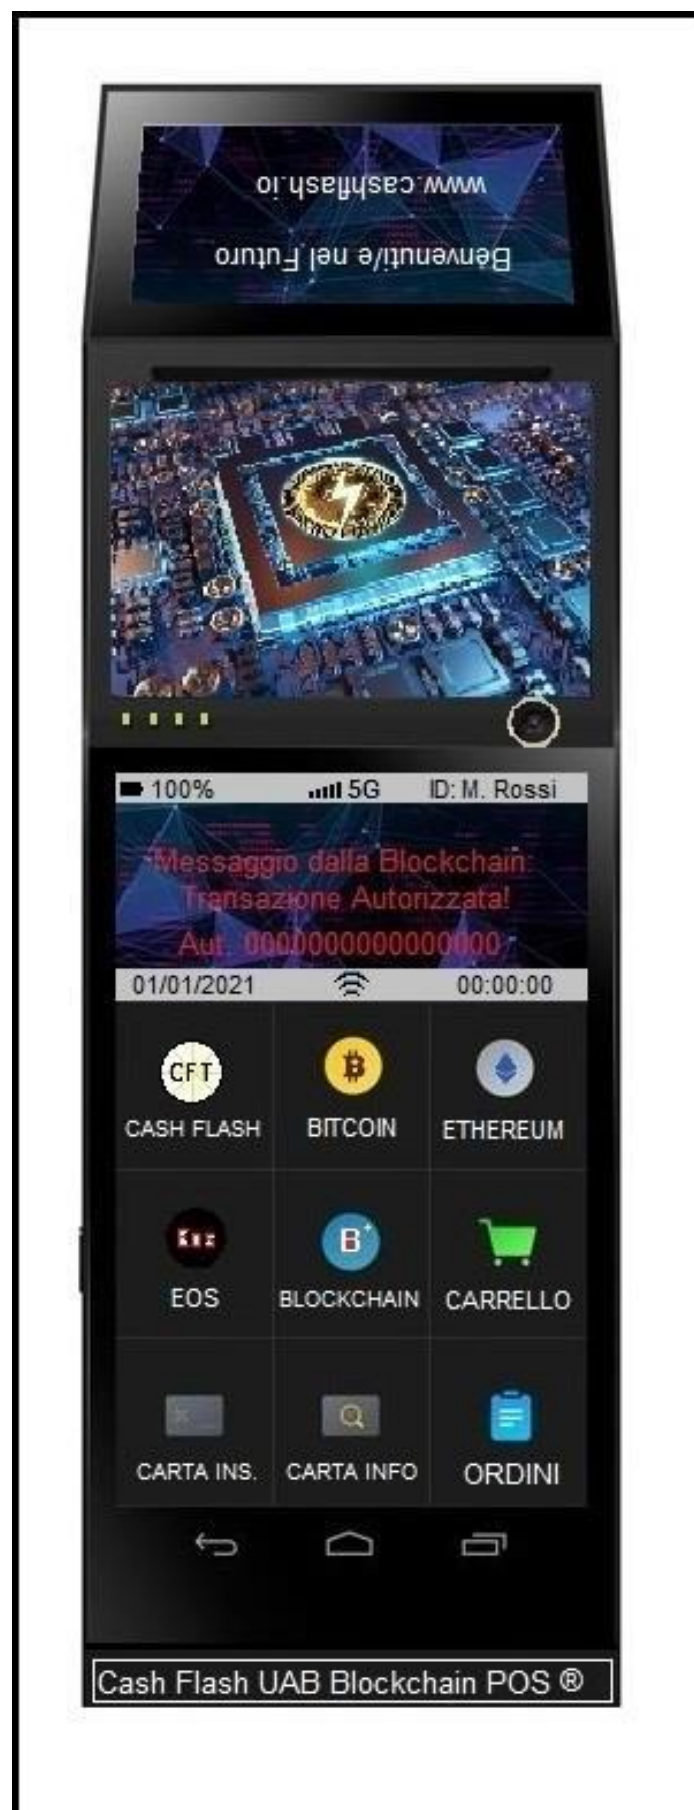 Benvenuti/e nel Futuro
www.cashflash.io
100% 5G ID: M. Rossi
Messaggio dalla Blockchain:
Transazione Autorizzata!
Aut. 0000000000000000
01/01/2021 00:00:00
CFT B
CASH FLASH BITCOIN ETHEREUM
B+
EOS BLOCKCHAIN CARRELLO
CARTA INS. CARTA INFO ORDINI
Cash Flash UAB Blockchain POS ®